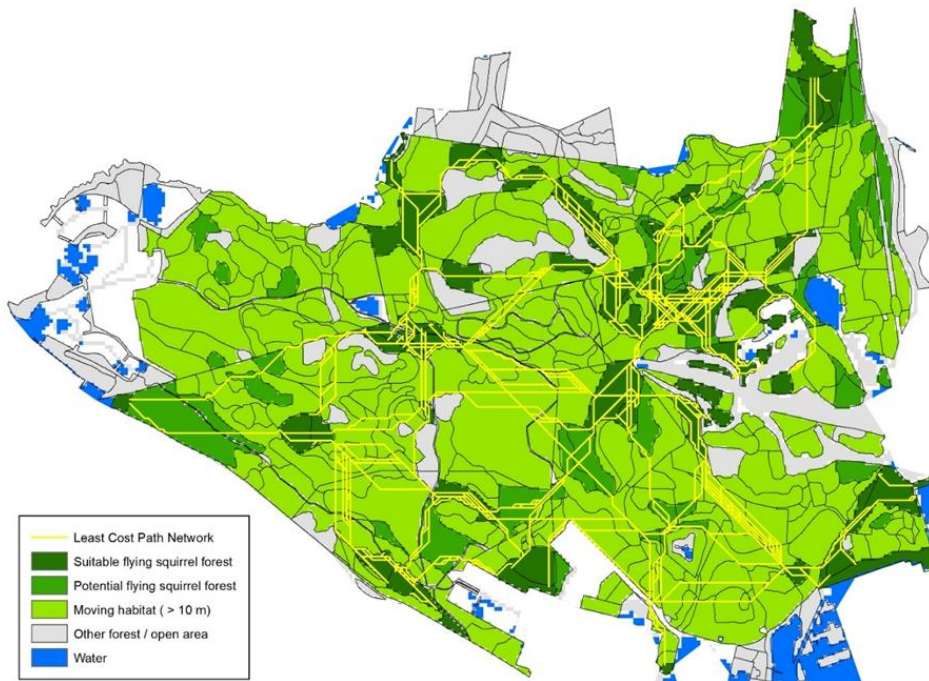 Least Cost Path Network
Suitable flying squirrel forest
Potential flying squirrel forest
Moving habitat ( > 10 m)
Other forest / open area
Water